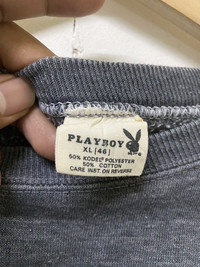 PLAYBOY
XL [46]
50% KODEL POLYESTER
50% COTTON
CARE INST. ON REVERSE